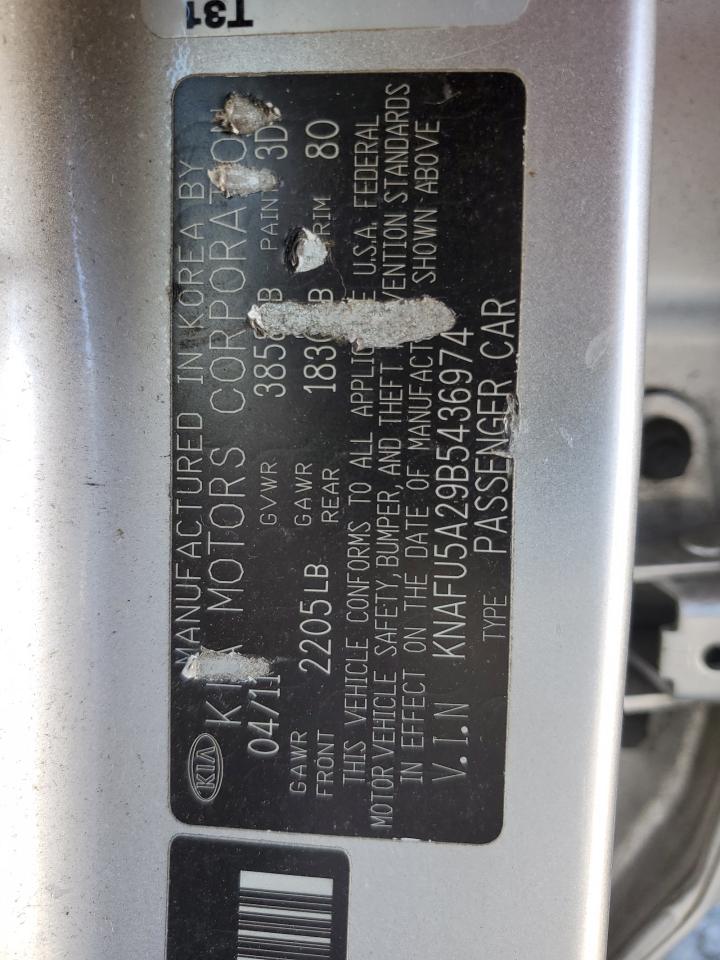 T31
MANUFACTURED IN KOREA BY
KIA MOTORS CORPORATION
04/11 GVWR 385 B PAINT 3D
GAWR FRONT 2205LB GAWR REAR 183 B RIM 80
THIS VEHICLE CONFORMS TO ALL APPLIC E U.S.A. FEDERAL
MOTOR VEHICLE SAFETY, BUMPER, AND THEFT VENTION STANDARDS
IN EFFECT ON THE DATE OF MANUFACT SHOWN ABOVE
V.I.N KNAFU5A29B5436974
TYPE PASSENGER CAR
KIA